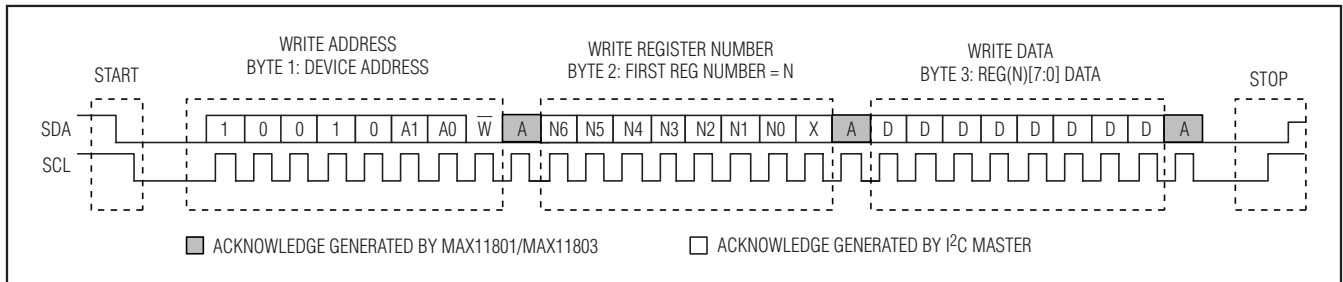 WRITE ADDRESS
BYTE 1: DEVICE ADDRESS
WRITE REGISTER NUMBER
BYTE 2: FIRST REG NUMBER = N
WRITE DATA
BYTE 3: REG(N)[7:0] DATA
START
STOP
SDA 1 0 0 1 0 A1 A0 W̅ A N6 N5 N4 N3 N2 N1 N0 X A D D D D D D D D A
SCL
ACKNOWLEDGE GENERATED BY MAX11801/MAX11803
ACKNOWLEDGE GENERATED BY I²C MASTER